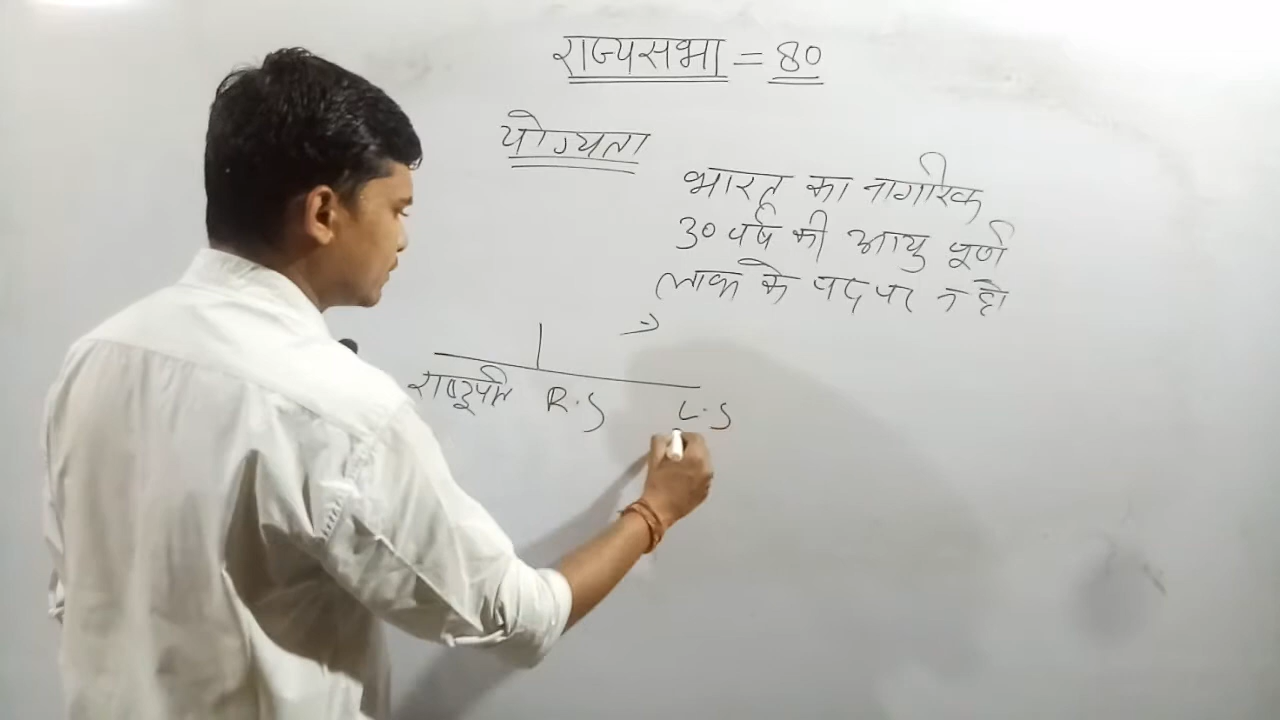 राज्यसभा = 80
योग्यता
भारत का नागरिक
30 वर्ष की आयु पूर्ण
लाभ के पद पर न हो
→
राष्ट्रपति R.S L.S